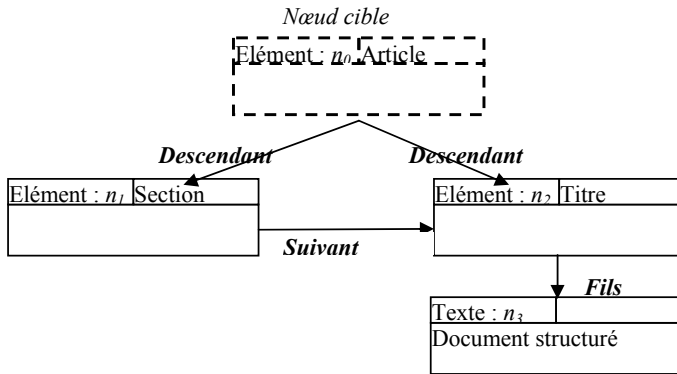 Nœud cible
Elément : n0 Article
Descendant Descendant
Elément : n1 Section
Elément : n2 Titre
Suivant
Fils
Texte : n3
Document structuré